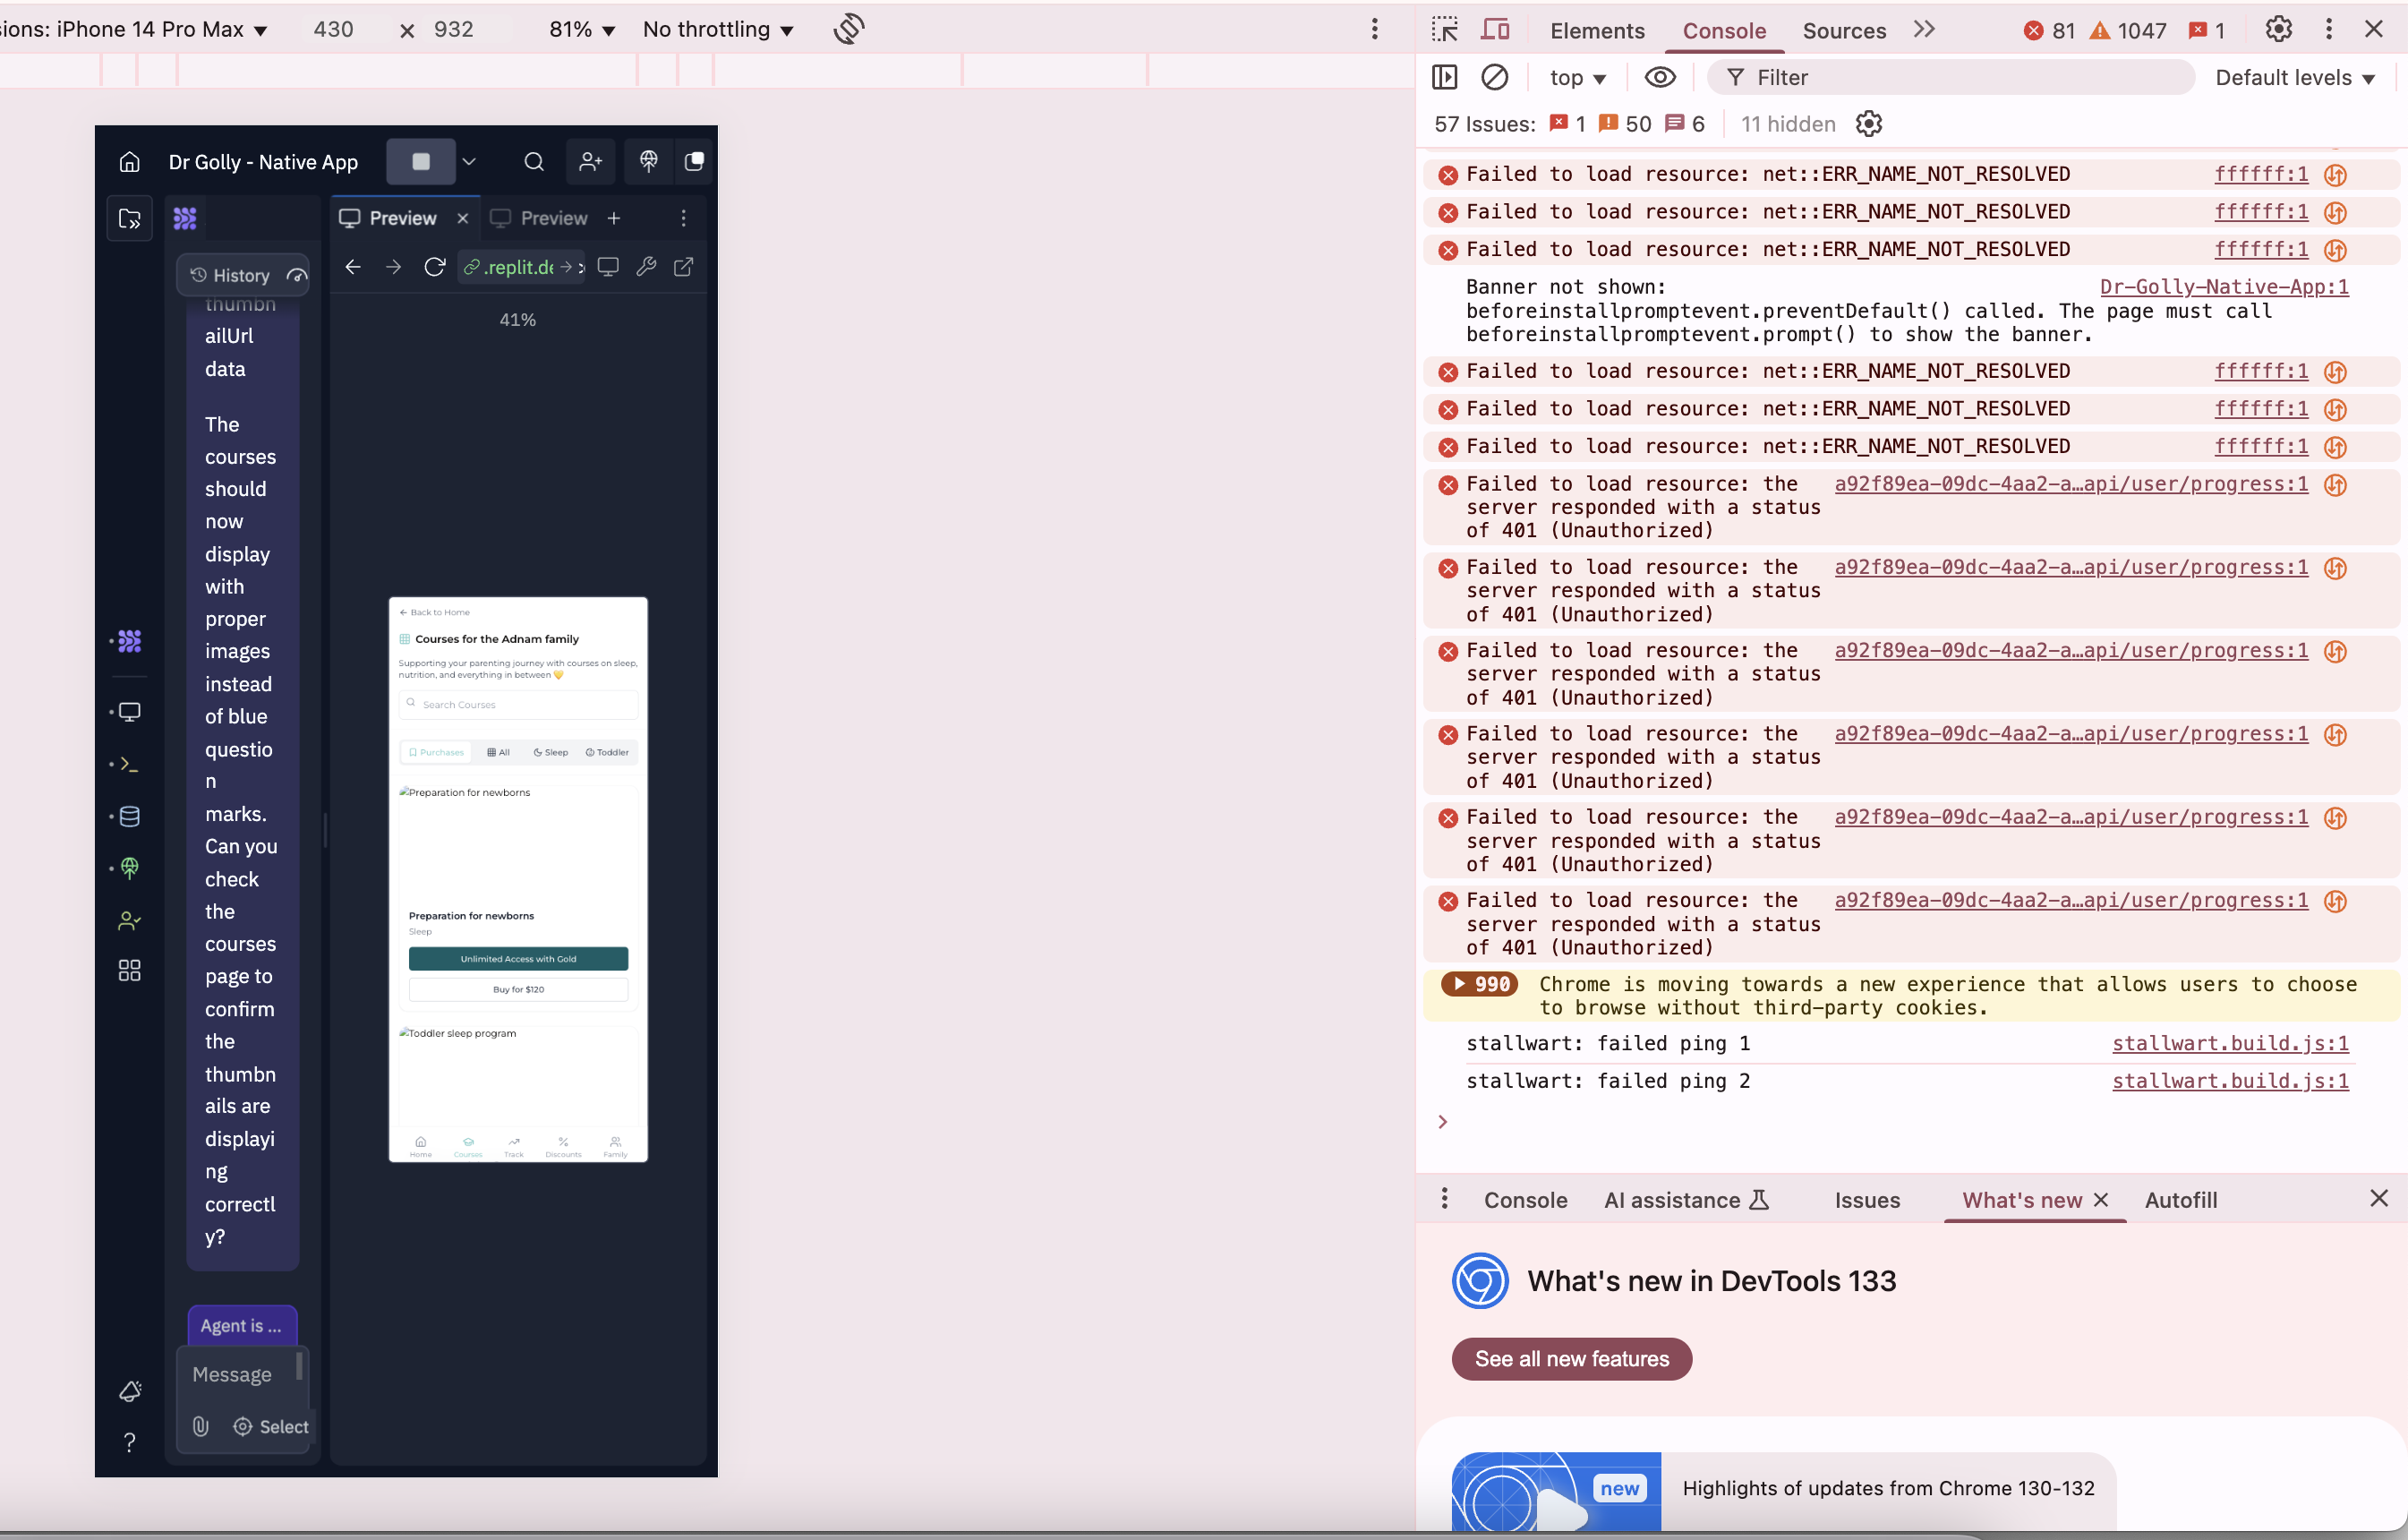 ions: iPhone 14 Pro Max
430 × 932
81%
No throttling
Dr Golly - Native App
History
thumbn
ailUrl
data
The
courses
should
now
display
with
proper
images
instead
of blue
questio
n
marks.
Can you
check
the
courses
page to
confirm
the
thumbn
ails are
displayi
ng
correctl
y?
Agent is ...
Message
Select
Preview
Preview
.replit.de
41%
Back to Home
Courses for the Adnam family
Supporting your parenting journey with courses on sleep,
nutrition, and everything in between 💛
Search Courses
Purchases All Sleep Toddler
Preparation for newborns
Preparation for newborns
Sleep
Unlimited Access with Gold
Buy for $120
Toddler sleep program
Home Courses Track Discounts Family
Elements Console Sources 81 1047 1
top Filter Default levels
57 Issues: 1 50 6 11 hidden
Failed to load resource: net::ERR_NAME_NOT_RESOLVED ffffff:1
Failed to load resource: net::ERR_NAME_NOT_RESOLVED ffffff:1
Failed to load resource: net::ERR_NAME_NOT_RESOLVED ffffff:1
Banner not shown: Dr-Golly-Native-App:1
beforeinstallpromptevent.preventDefault() called. The page must call
beforeinstallpromptevent.prompt() to show the banner.
Failed to load resource: net::ERR_NAME_NOT_RESOLVED ffffff:1
Failed to load resource: net::ERR_NAME_NOT_RESOLVED ffffff:1
Failed to load resource: net::ERR_NAME_NOT_RESOLVED ffffff:1
Failed to load resource: the a92f89ea-09dc-4aa2-a…api/user/progress:1
server responded with a status
of 401 (Unauthorized)
Failed to load resource: the a92f89ea-09dc-4aa2-a…api/user/progress:1
server responded with a status
of 401 (Unauthorized)
Failed to load resource: the a92f89ea-09dc-4aa2-a…api/user/progress:1
server responded with a status
of 401 (Unauthorized)
Failed to load resource: the a92f89ea-09dc-4aa2-a…api/user/progress:1
server responded with a status
of 401 (Unauthorized)
Failed to load resource: the a92f89ea-09dc-4aa2-a…api/user/progress:1
server responded with a status
of 401 (Unauthorized)
Failed to load resource: the a92f89ea-09dc-4aa2-a…api/user/progress:1
server responded with a status
of 401 (Unauthorized)
990 Chrome is moving towards a new experience that allows users to choose
to browse without third-party cookies.
stallwart: failed ping 1 stallwart.build.js:1
stallwart: failed ping 2 stallwart.build.js:1
Console AI assistance Issues What's new Autofill
What's new in DevTools 133
See all new features
new
Highlights of updates from Chrome 130-132